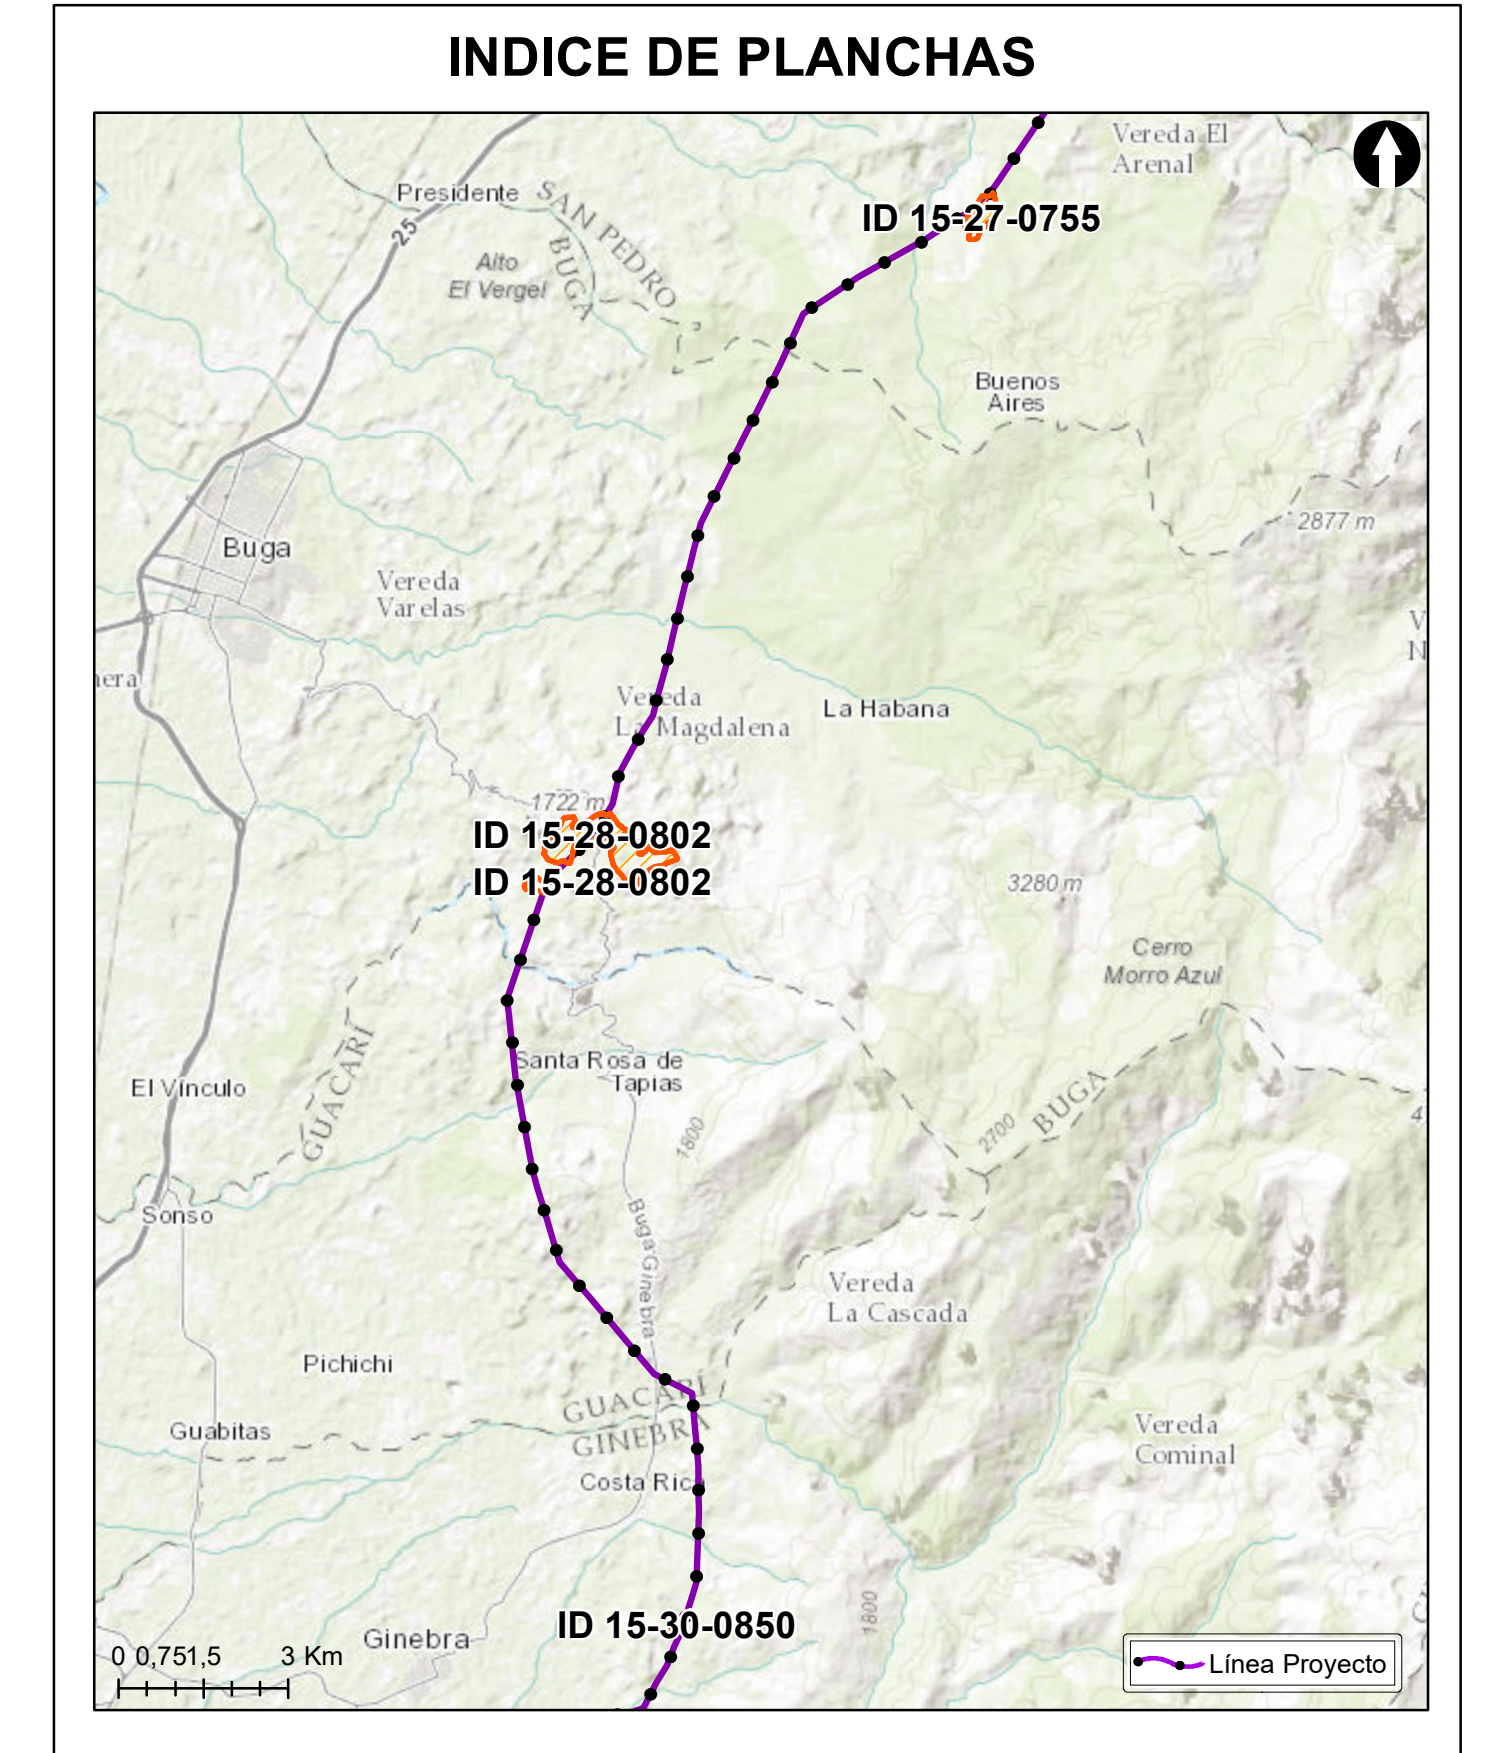 INDICE DE PLANCHAS
Vereda El
Arenal
Presidente
SAN PEDRO
BUGA
25
ID 15-27-0755
Alto
El Vergel
Buenos
Aires
2877 m
Buga
Vereda
Varelas
Vereda
La Magdalena
La Habana
1722 m
ID 15-28-0802
ID 15-28-0802
3280 m
Cerro
Morro Azul
GUACARÍ
Santa Rosa de
Tapias
El Vínculo
BUGA
1800
2700
Sonso
Buga Ginebra
Vereda
La Cascada
Pichichi
GUACARÍ
GINEBRA
Guabitas
Vereda
Cominal
Costa Rica
1800
ID 15-30-0850
Ginebra
0 0,751,5 3 Km
Línea Proyecto